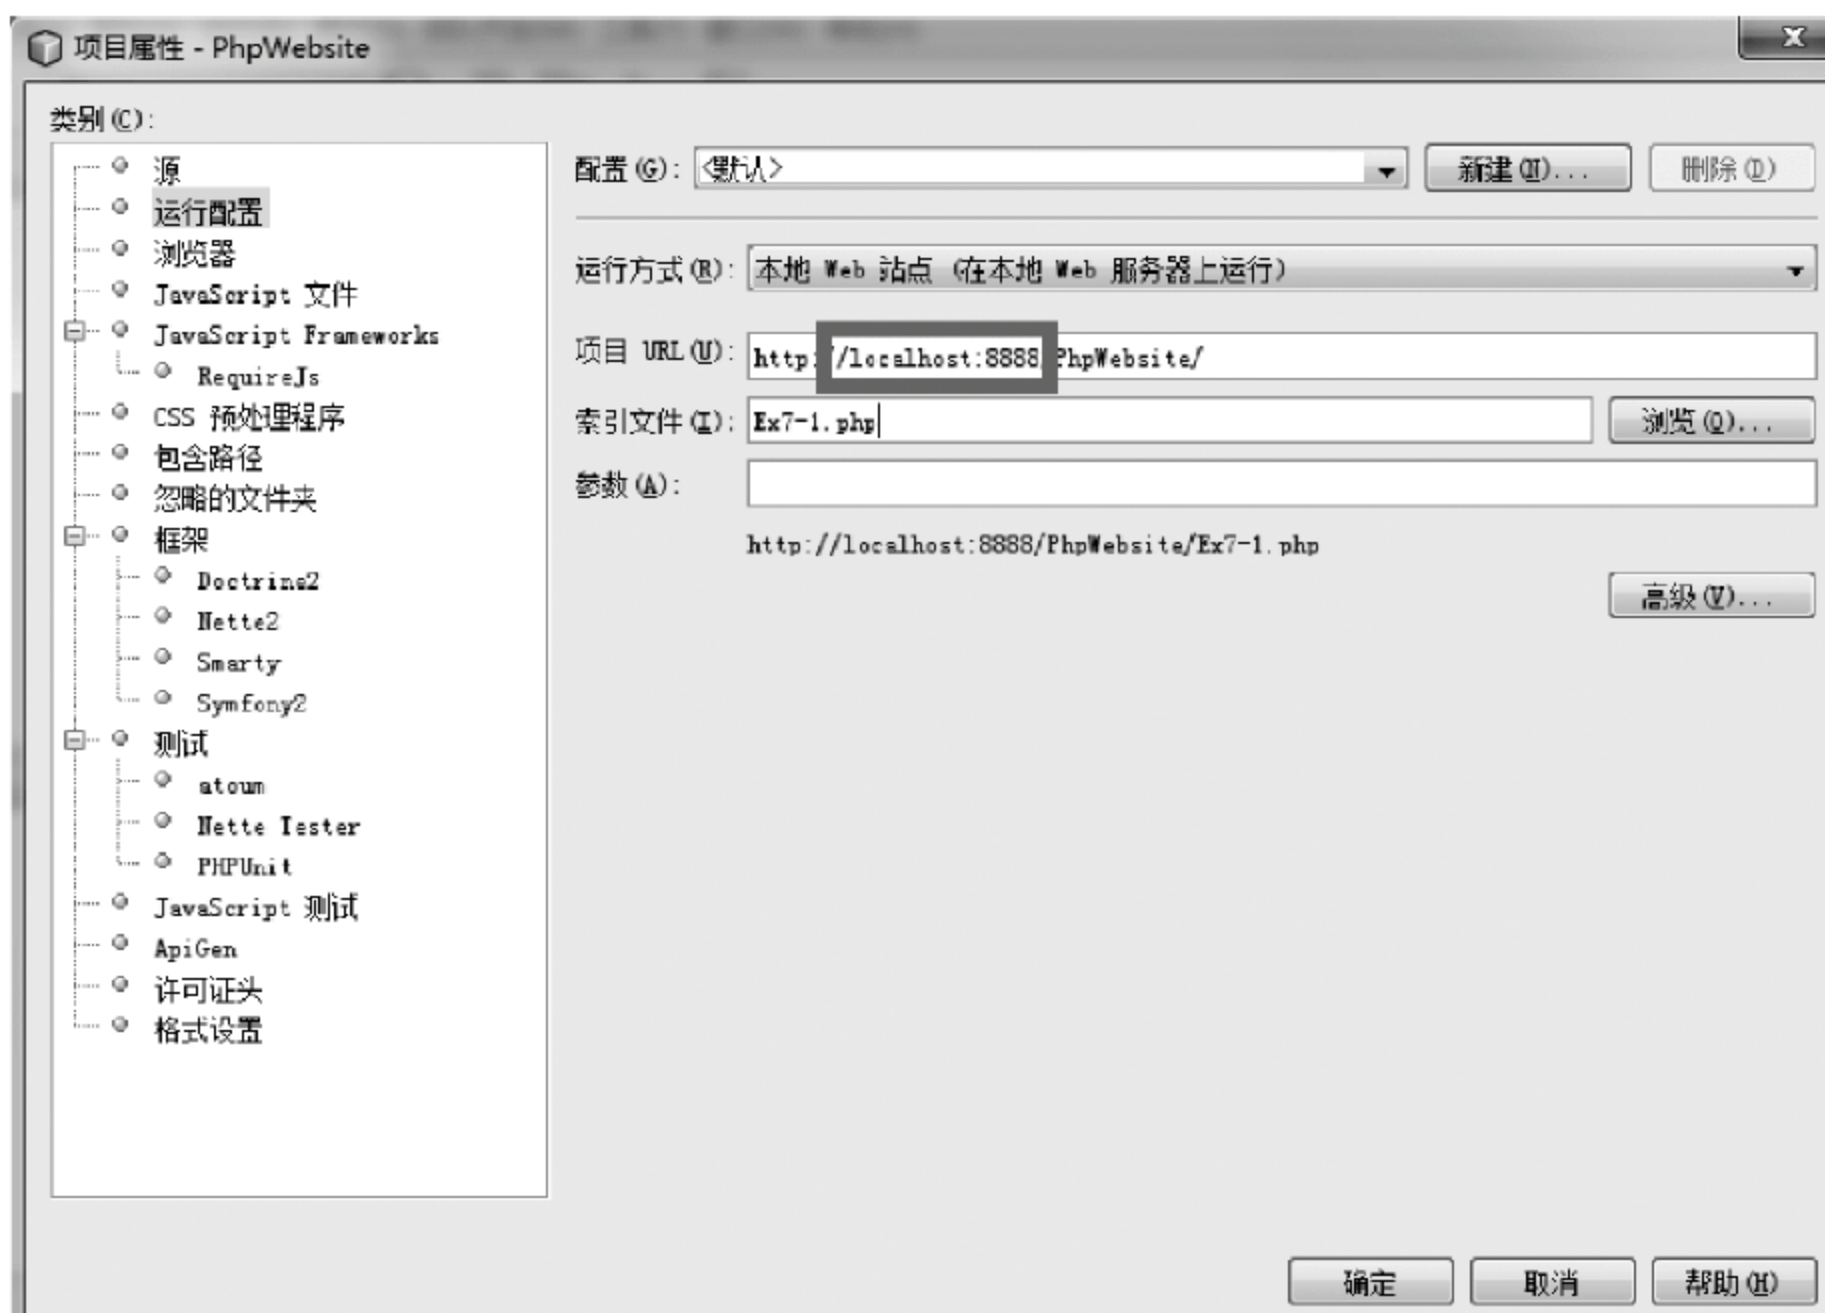 项目属性 - PhpWebsite
类别(C):
源
运行配置
浏览器
JavaScript 文件
JavaScript Frameworks
RequireJs
CSS 预处理程序
包含路径
忽略的文件夹
框架
Doctrine2
Nette2
Smarty
Symfony2
测试
atoum
Nette Tester
PHPUnit
JavaScript 测试
ApiGen
许可证头
格式设置
配置(G): <默认> 新建(N)... 删除(D)
运行方式(R): 本地 Web 站点 (在本地 Web 服务器上运行)
项目 URL(U): http://localhost:8888/PhpWebsite/
索引文件(I): Ex7-1.php 浏览(O)...
参数(A):
http://localhost:8888/PhpWebsite/Ex7-1.php
高级(V)...
确定 取消 帮助(H)